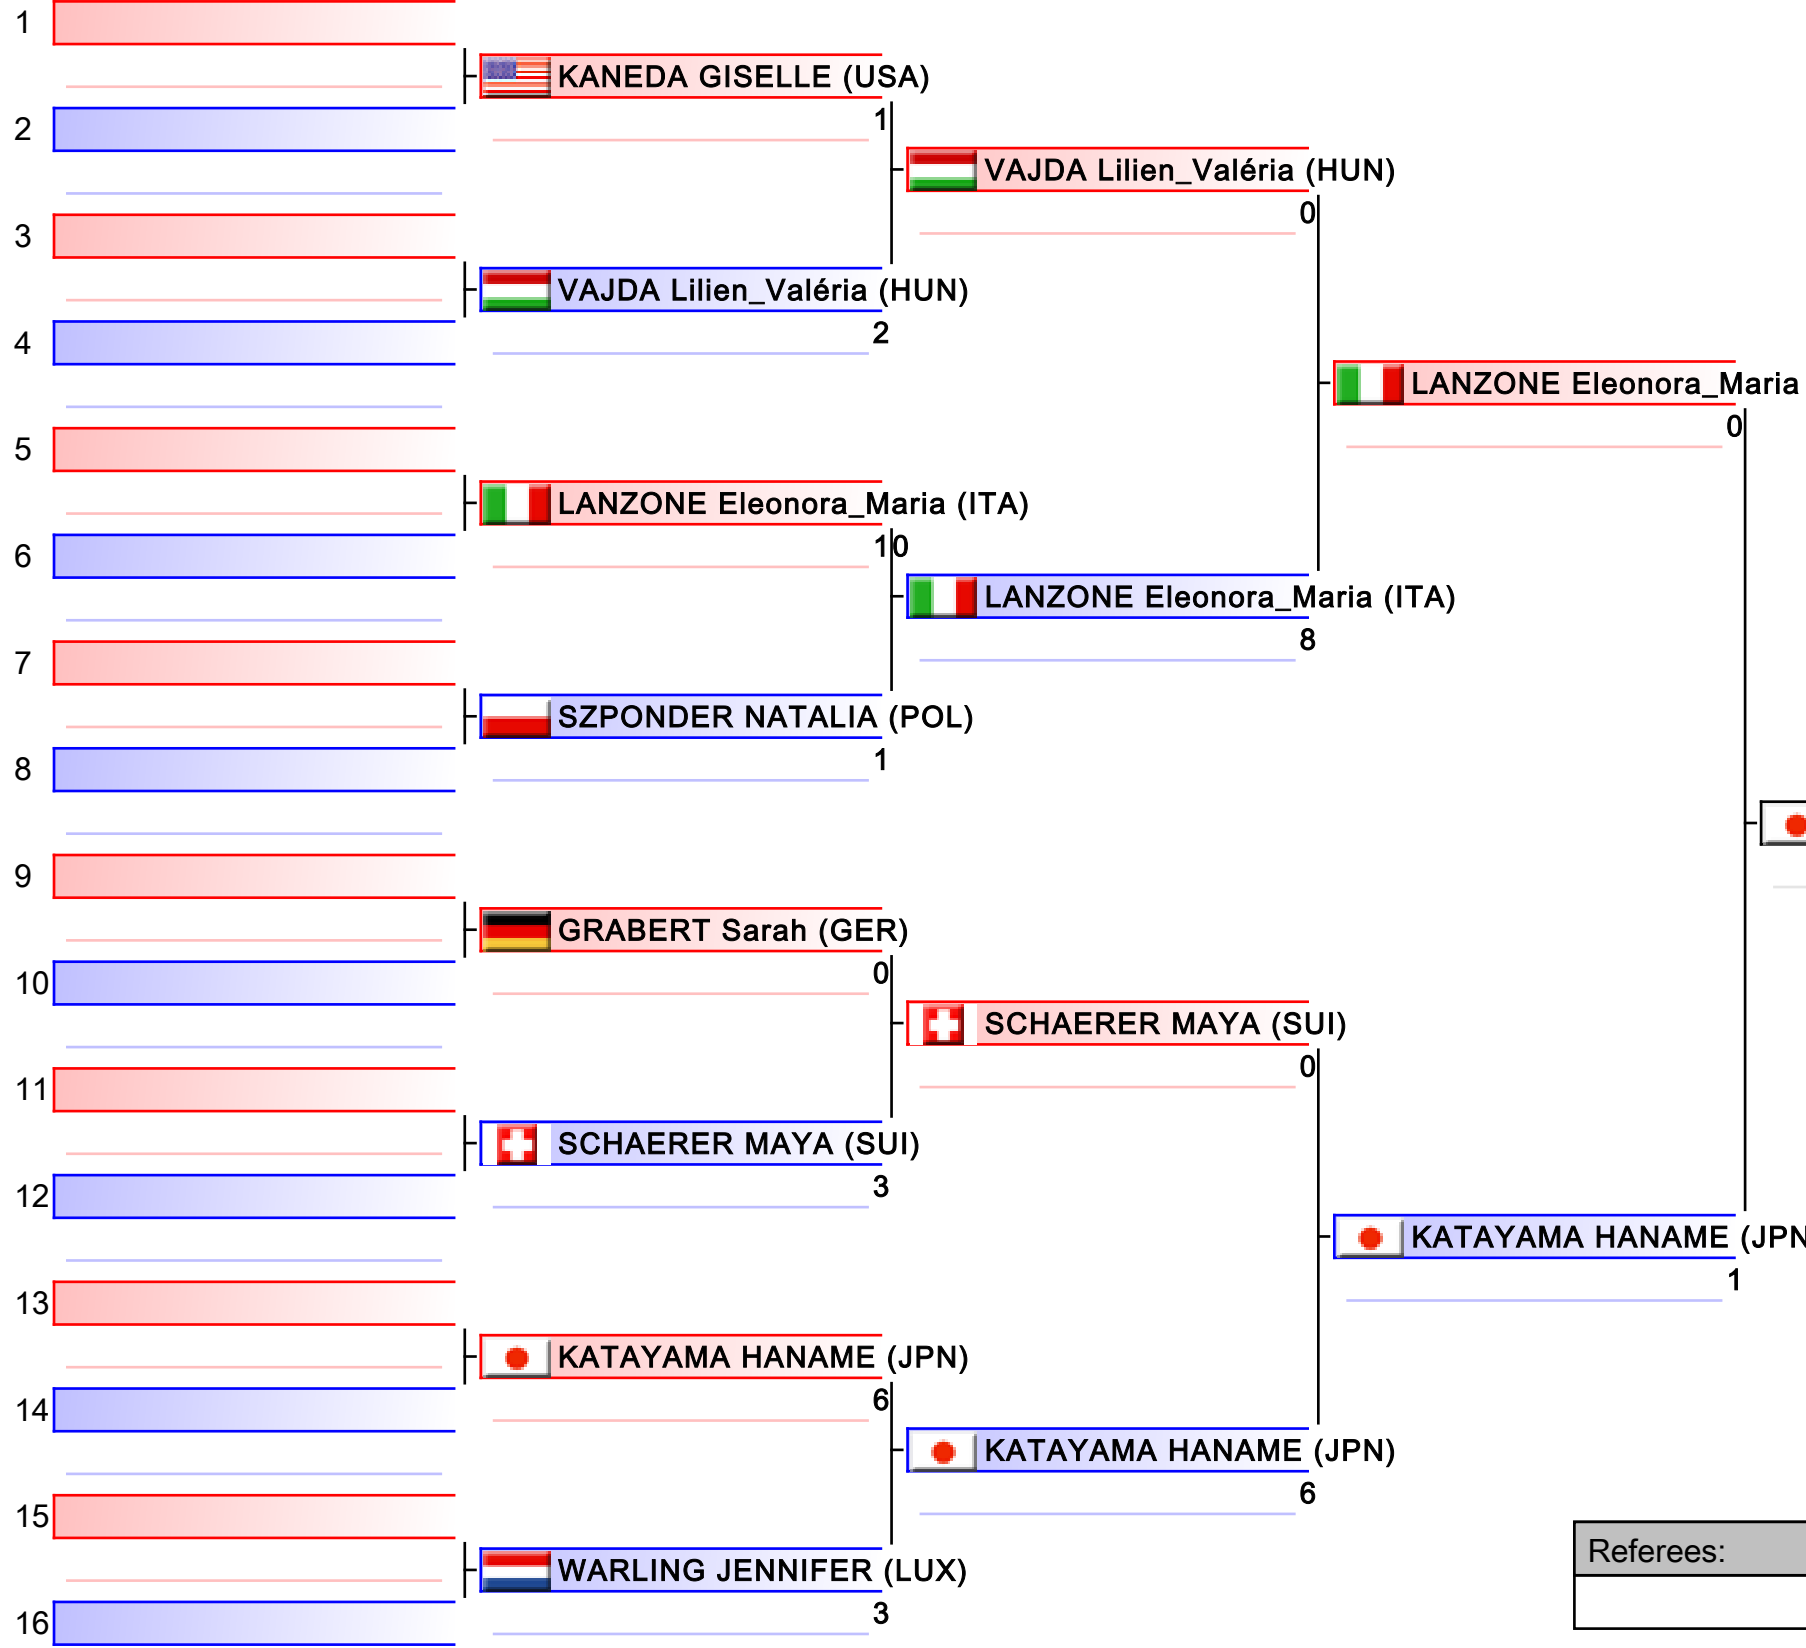 1
KANEDA GISELLE (USA)
1
2
VAJDA Lilien_Valéria (HUN)
0
3
VAJDA Lilien_Valéria (HUN)
2
4
LANZONE Eleonora_Maria
0
5
LANZONE Eleonora_Maria (ITA)
10
6
LANZONE Eleonora_Maria (ITA)
8
7
SZPONDER NATALIA (POL)
1
8
9
GRABERT Sarah (GER)
0
10
SCHAERER MAYA (SUI)
0
11
SCHAERER MAYA (SUI)
3
12
KATAYAMA HANAME (JPN
1
13
KATAYAMA HANAME (JPN)
6
14
KATAYAMA HANAME (JPN)
6
15
WARLING JENNIFER (LUX)
3
16
Referees: